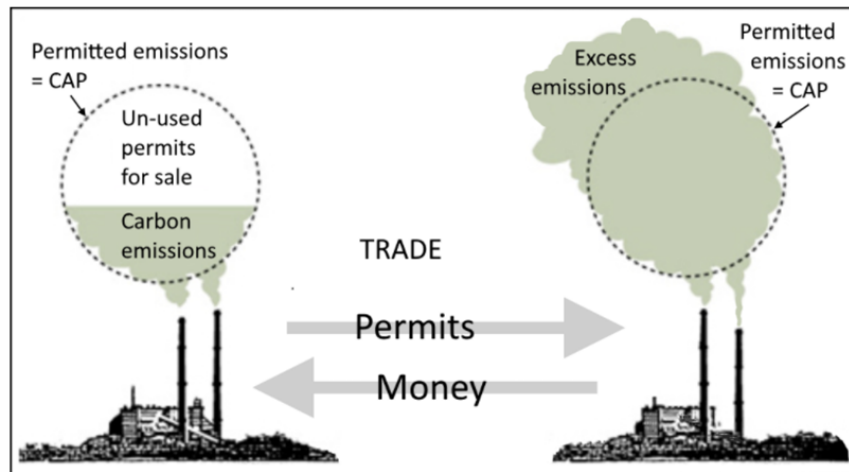 Permitted emissions
= CAP
Un-used
permits
for sale
Carbon
emissions
TRADE
Permits
Money
Excess
emissions
Permitted
emissions
= CAP